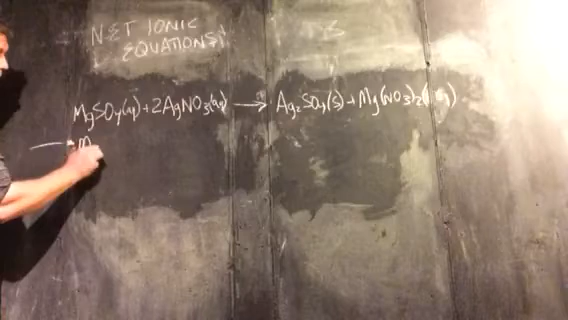 NET IONIC
EQUATIONS!
MgSO4(aq) + 2AgNO3(aq) → Ag2SO4(s) + Mg(NO3)2(aq)
→ M